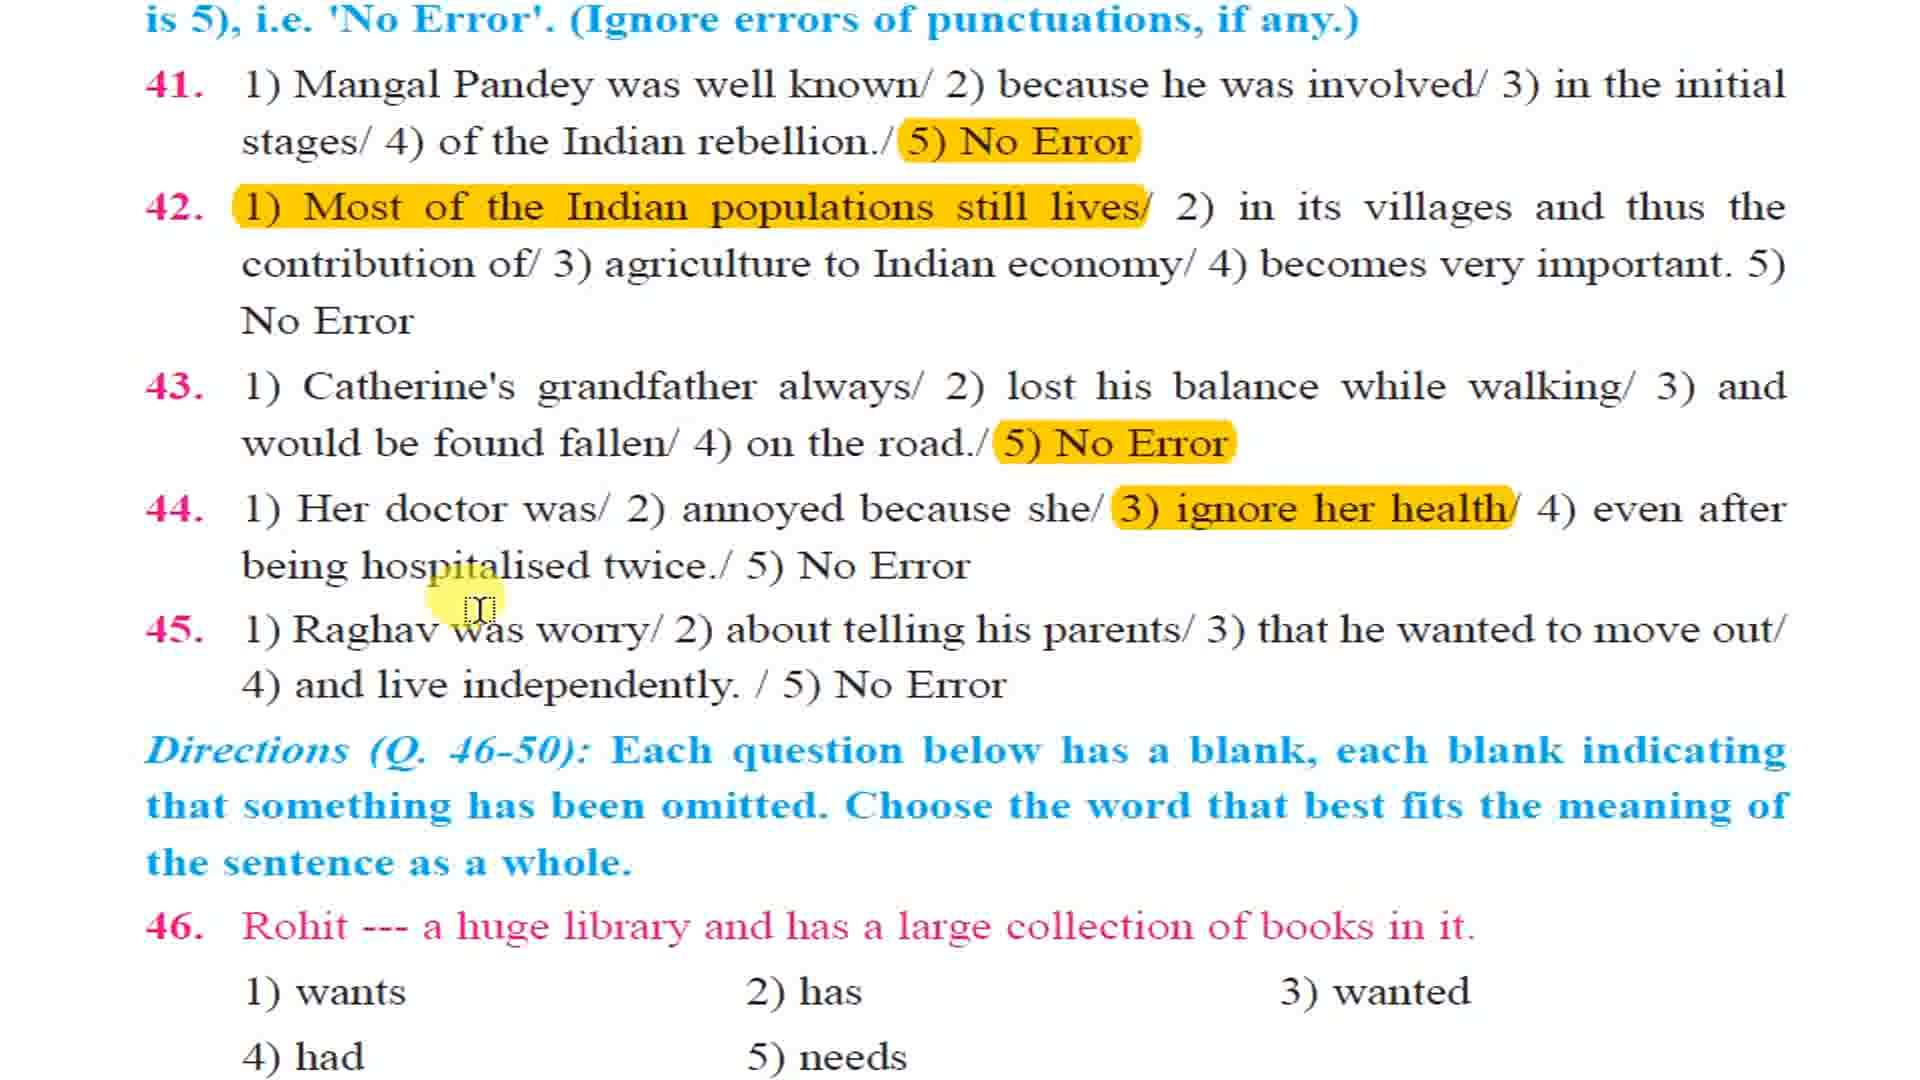 is 5), i.e. 'No Error'. (Ignore errors of punctuations, if any.)
41. 1) Mangal Pandey was well known/ 2) because he was involved/ 3) in the initial
stages/ 4) of the Indian rebellion./ 5) No Error
42. 1) Most of the Indian populations still lives/ 2) in its villages and thus the
contribution of/ 3) agriculture to Indian economy/ 4) becomes very important. 5)
No Error
43. 1) Catherine's grandfather always/ 2) lost his balance while walking/ 3) and
would be found fallen/ 4) on the road./ 5) No Error
44. 1) Her doctor was/ 2) annoyed because she/ 3) ignore her health/ 4) even after
being hospitalised twice./ 5) No Error
45. 1) Raghav was worry/ 2) about telling his parents/ 3) that he wanted to move out/
4) and live independently. / 5) No Error
Directions (Q. 46-50): Each question below has a blank, each blank indicating
that something has been omitted. Choose the word that best fits the meaning of
the sentence as a whole.
46. Rohit --- a huge library and has a large collection of books in it.
1) wants 2) has 3) wanted
4) had 5) needs